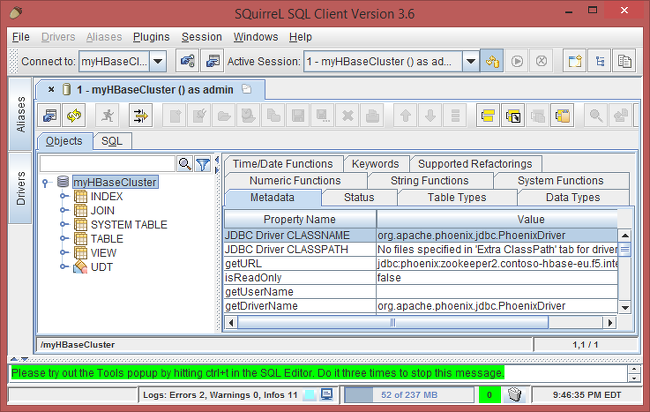 SQuirreL SQL Client Version 3.6
File Drivers Aliases Plugins Session Windows Help
Connect to: myHBaseCluster Active Session: 1 - myHBaseCluster () as ad...
Aliases
Drivers
1 - myHBaseCluster () as admin
Objects SQL
Time/Date Functions Keywords Supported Refactorings
Numeric Functions String Functions System Functions
Metadata Status Table Types Data Types
myHBaseCluster
INDEX
JOIN
SYSTEM TABLE
TABLE
VIEW
UDT
Property Name Value
JDBC Driver CLASSNAME org.apache.phoenix.jdbc.PhoenixDriver
JDBC Driver CLASSPATH No files specified in 'Extra ClassPath' tab for driver
getURL jdbc:phoenix:zookeeper2.contoso-hbase-eu.f5.inte
isReadOnly false
getUserName
getDriverName org.apache.phoenix.jdbc.PhoenixDriver
/myHBaseCluster 1,1 / 1
Please try out the Tools popup by hitting ctrl+t in the SQL Editor. Do it three times to stop this message.
Logs: Errors 2, Warnings 0, Infos 11 52 of 237 MB 0 9:46:35 PM EDT